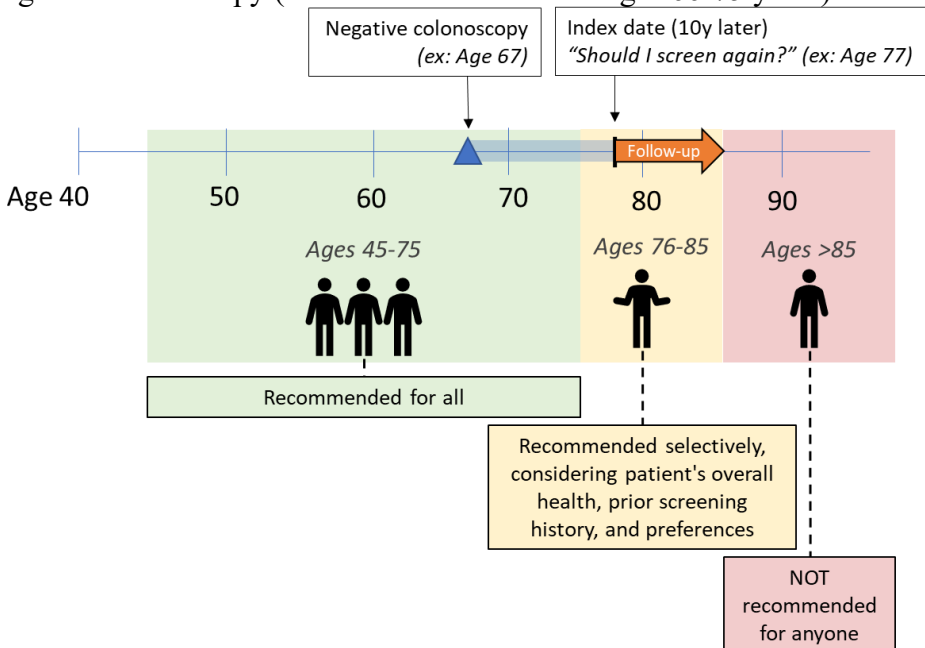 Negative colonoscopy
(ex: Age 67)
Index date (10y later)
“Should I screen again?” (ex: Age 77)
Follow-up
Age 40
50
60
70
80
90
Ages 45-75
Ages 76-85
Ages >85
Recommended for all
Recommended selectively,
considering patient's overall
health, prior screening
history, and preferences
NOT
recommended
for anyone